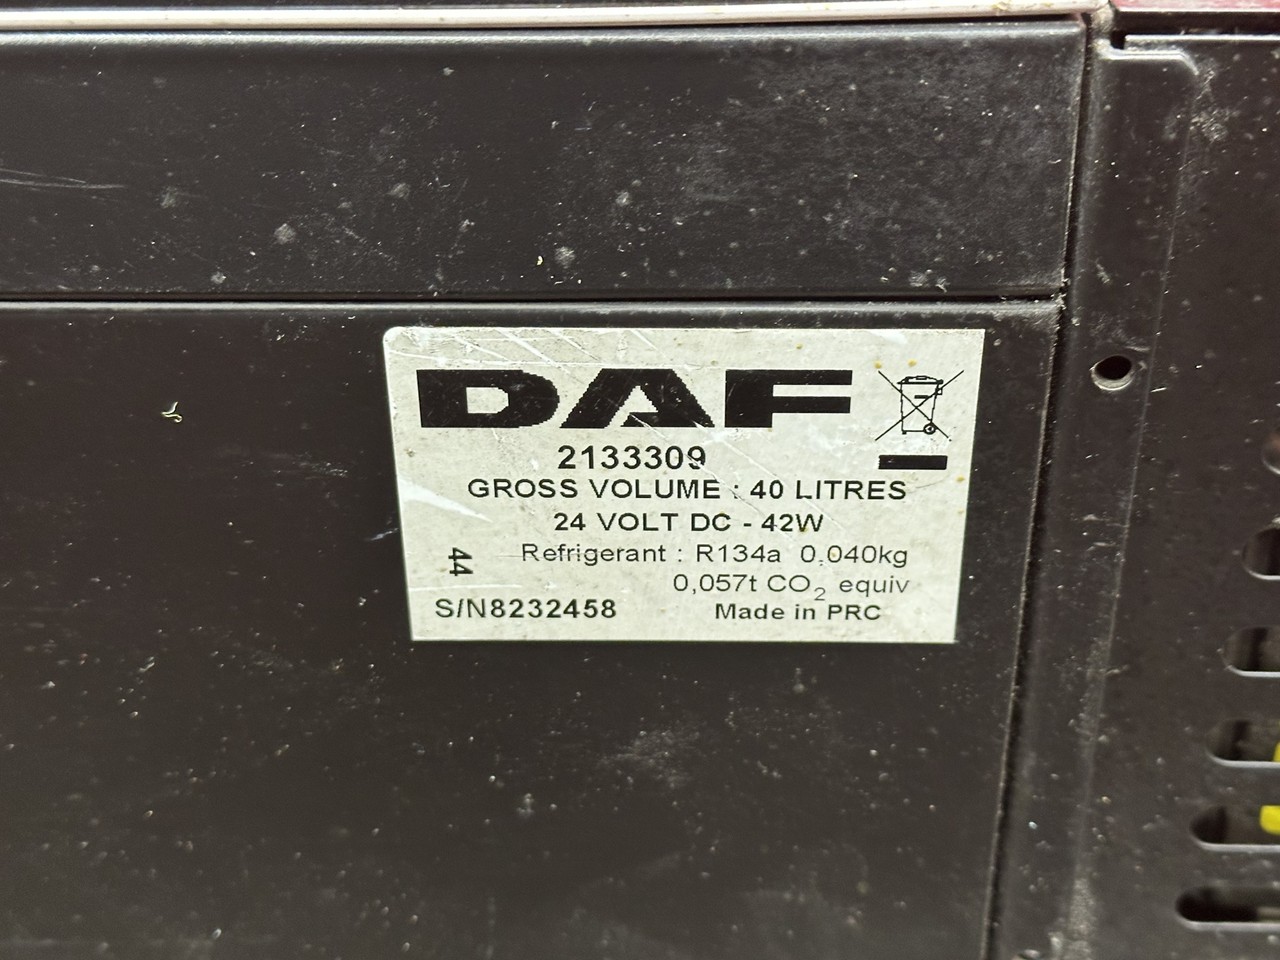 DAF
2133309
GROSS VOLUME : 40 LITRES
24 VOLT DC - 42W
Refrigerant : R134a 0.040kg
0,057t CO2 equiv
44
S/N8232458 Made in PRC